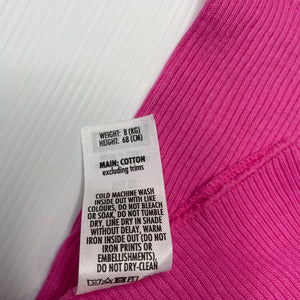 WEIGHT: 8 (KG)
HEIGHT: 68 (CM)
MAIN: COTTON
excluding trims
COLD MACHINE WASH
INSIDE OUT WITH LIKE
COLOURS, DO NOT BLEACH
OR SOAK, DO NOT TUMBLE
DRY, LINE DRY IN SHADE
WITHOUT DELAY, WARM
IRON INSIDE OUT (DO NOT
IRON PRINTS OR
EMBELLISHMENTS),
DO NOT DRY-CLEAN